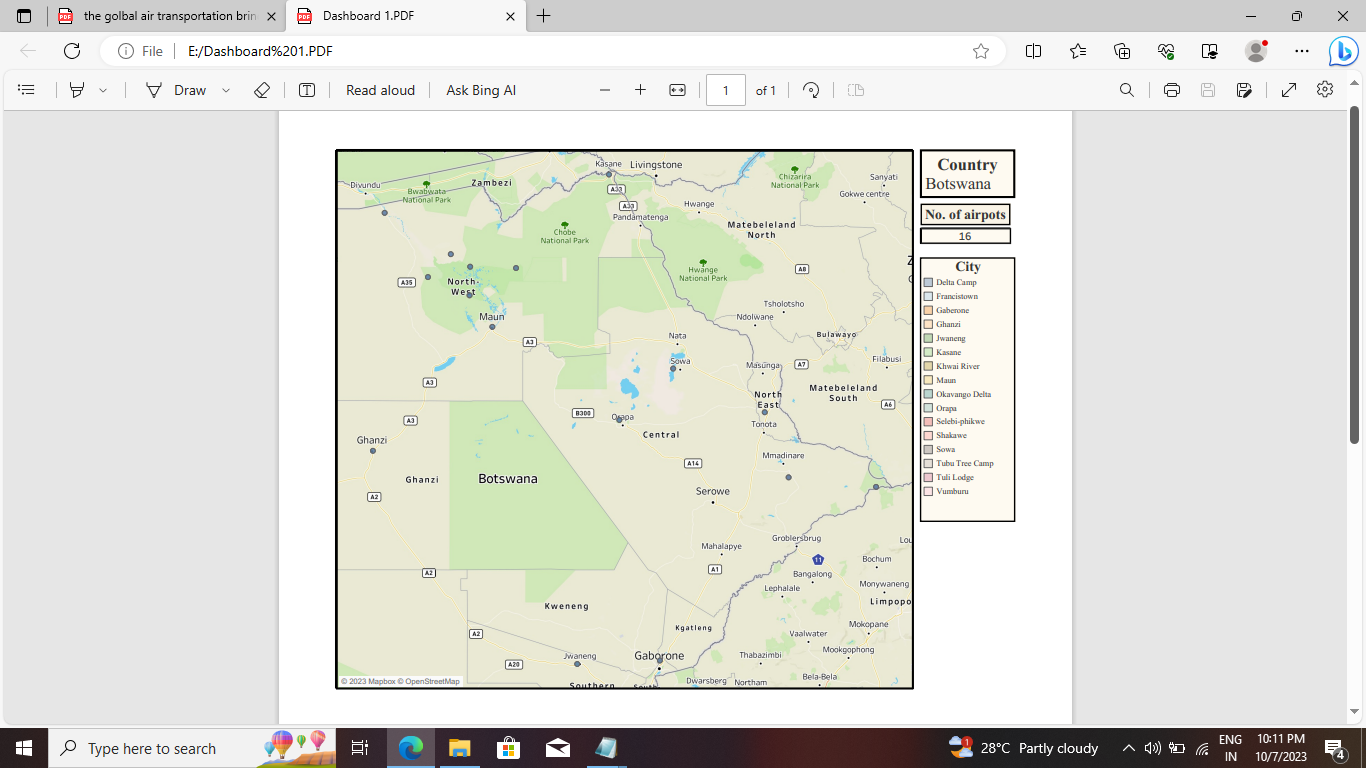 the golbal air transportation brin
Dashboard 1.PDF
File
E:/Dashboard%201.PDF
Draw
Read aloud
Ask Bing AI
1
of 1
Country
Botswana
No. of airpots
16
City
Delta Camp
Francistown
Gaberone
Ghanzi
Jwaneng
Kasane
Khwai River
Maun
Okavango Delta
Orapa
Selebi-phikwe
Shakawe
Sowa
Tubu Tree Camp
Tuli Lodge
Vumburu
Kasane
Livingstone
Divundu
Bwabwata
National Park
Zambezi
Chizarira
National Park
Sanyati
Gokwe centre
A33
A33
Hwange
Pandamatenga
Matebeleland
North
Chobe
National Park
Hwange
National Park
A8
Z
A35
North-
West
Tsholotsho
Ndolwane
Maun
Nata
Bulawayo
A3
Sowa
Masunga
A7
Filabusi
A3
Matebeleland
South
North
East
A6
A3
B300
Orapa
Tonota
Ghanzi
Central
Mmadinare
A14
Ghanzi
Botswana
A2
Serowe
Groblersbrug
Lou
Mahalapye
11
Bochum
A2
A1
Bangalong
Lephalale
Monywaneng
Limpopo
Kweneng
Kgatleng
Mokopane
A2
Vaalwater
Mookgophong
Jwaneng
Gaborone
Thabazimbi
A20
Bela-Bela
Southern
South
Dwarsberg
Northam
© 2023 Mapbox © OpenStreetMap
Type here to search
1
28°C Partly cloudy
ENG
IN
10:11 PM
10/7/2023
4